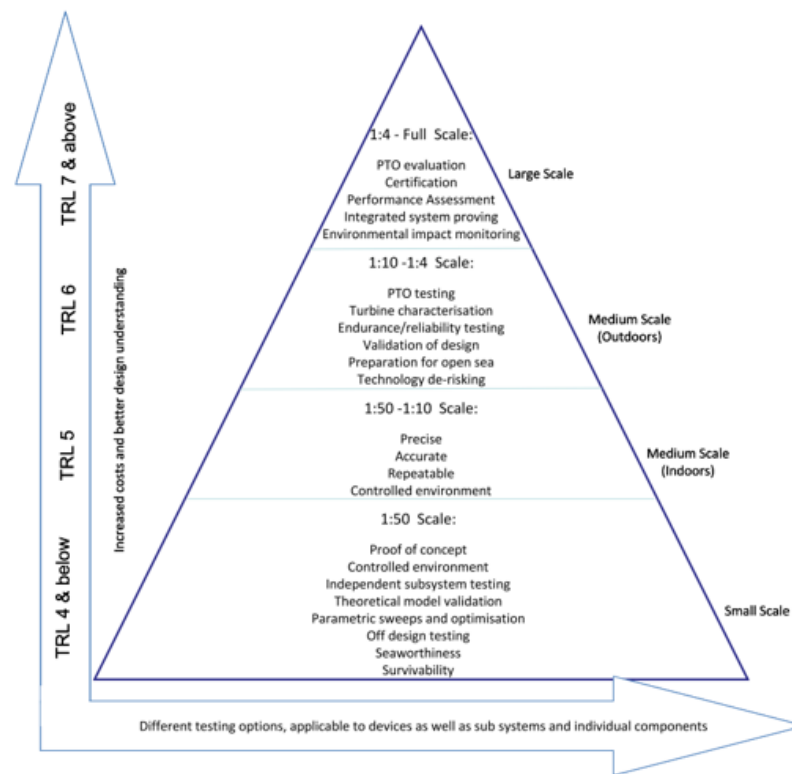 TRL 7 & above
TRL 6
TRL 5
TRL 4 & below
Increased costs and better design understanding
1:4 - Full Scale:
PTO evaluation
Certification
Performance Assessment
Integrated system proving
Environmental impact monitoring
Large Scale
1:10 -1:4 Scale:
PTO testing
Turbine characterisation
Endurance/reliability testing
Validation of design
Preparation for open sea
Technology de-risking
Medium Scale
(Outdoors)
1:50 -1:10 Scale:
Precise
Accurate
Repeatable
Controlled environment
Medium Scale
(Indoors)
1:50 Scale:
Proof of concept
Controlled environment
Independent subsystem testing
Theoretical model validation
Parametric sweeps and optimisation
Off design testing
Seaworthiness
Survivability
Small Scale
Different testing options, applicable to devices as well as sub systems and individual components